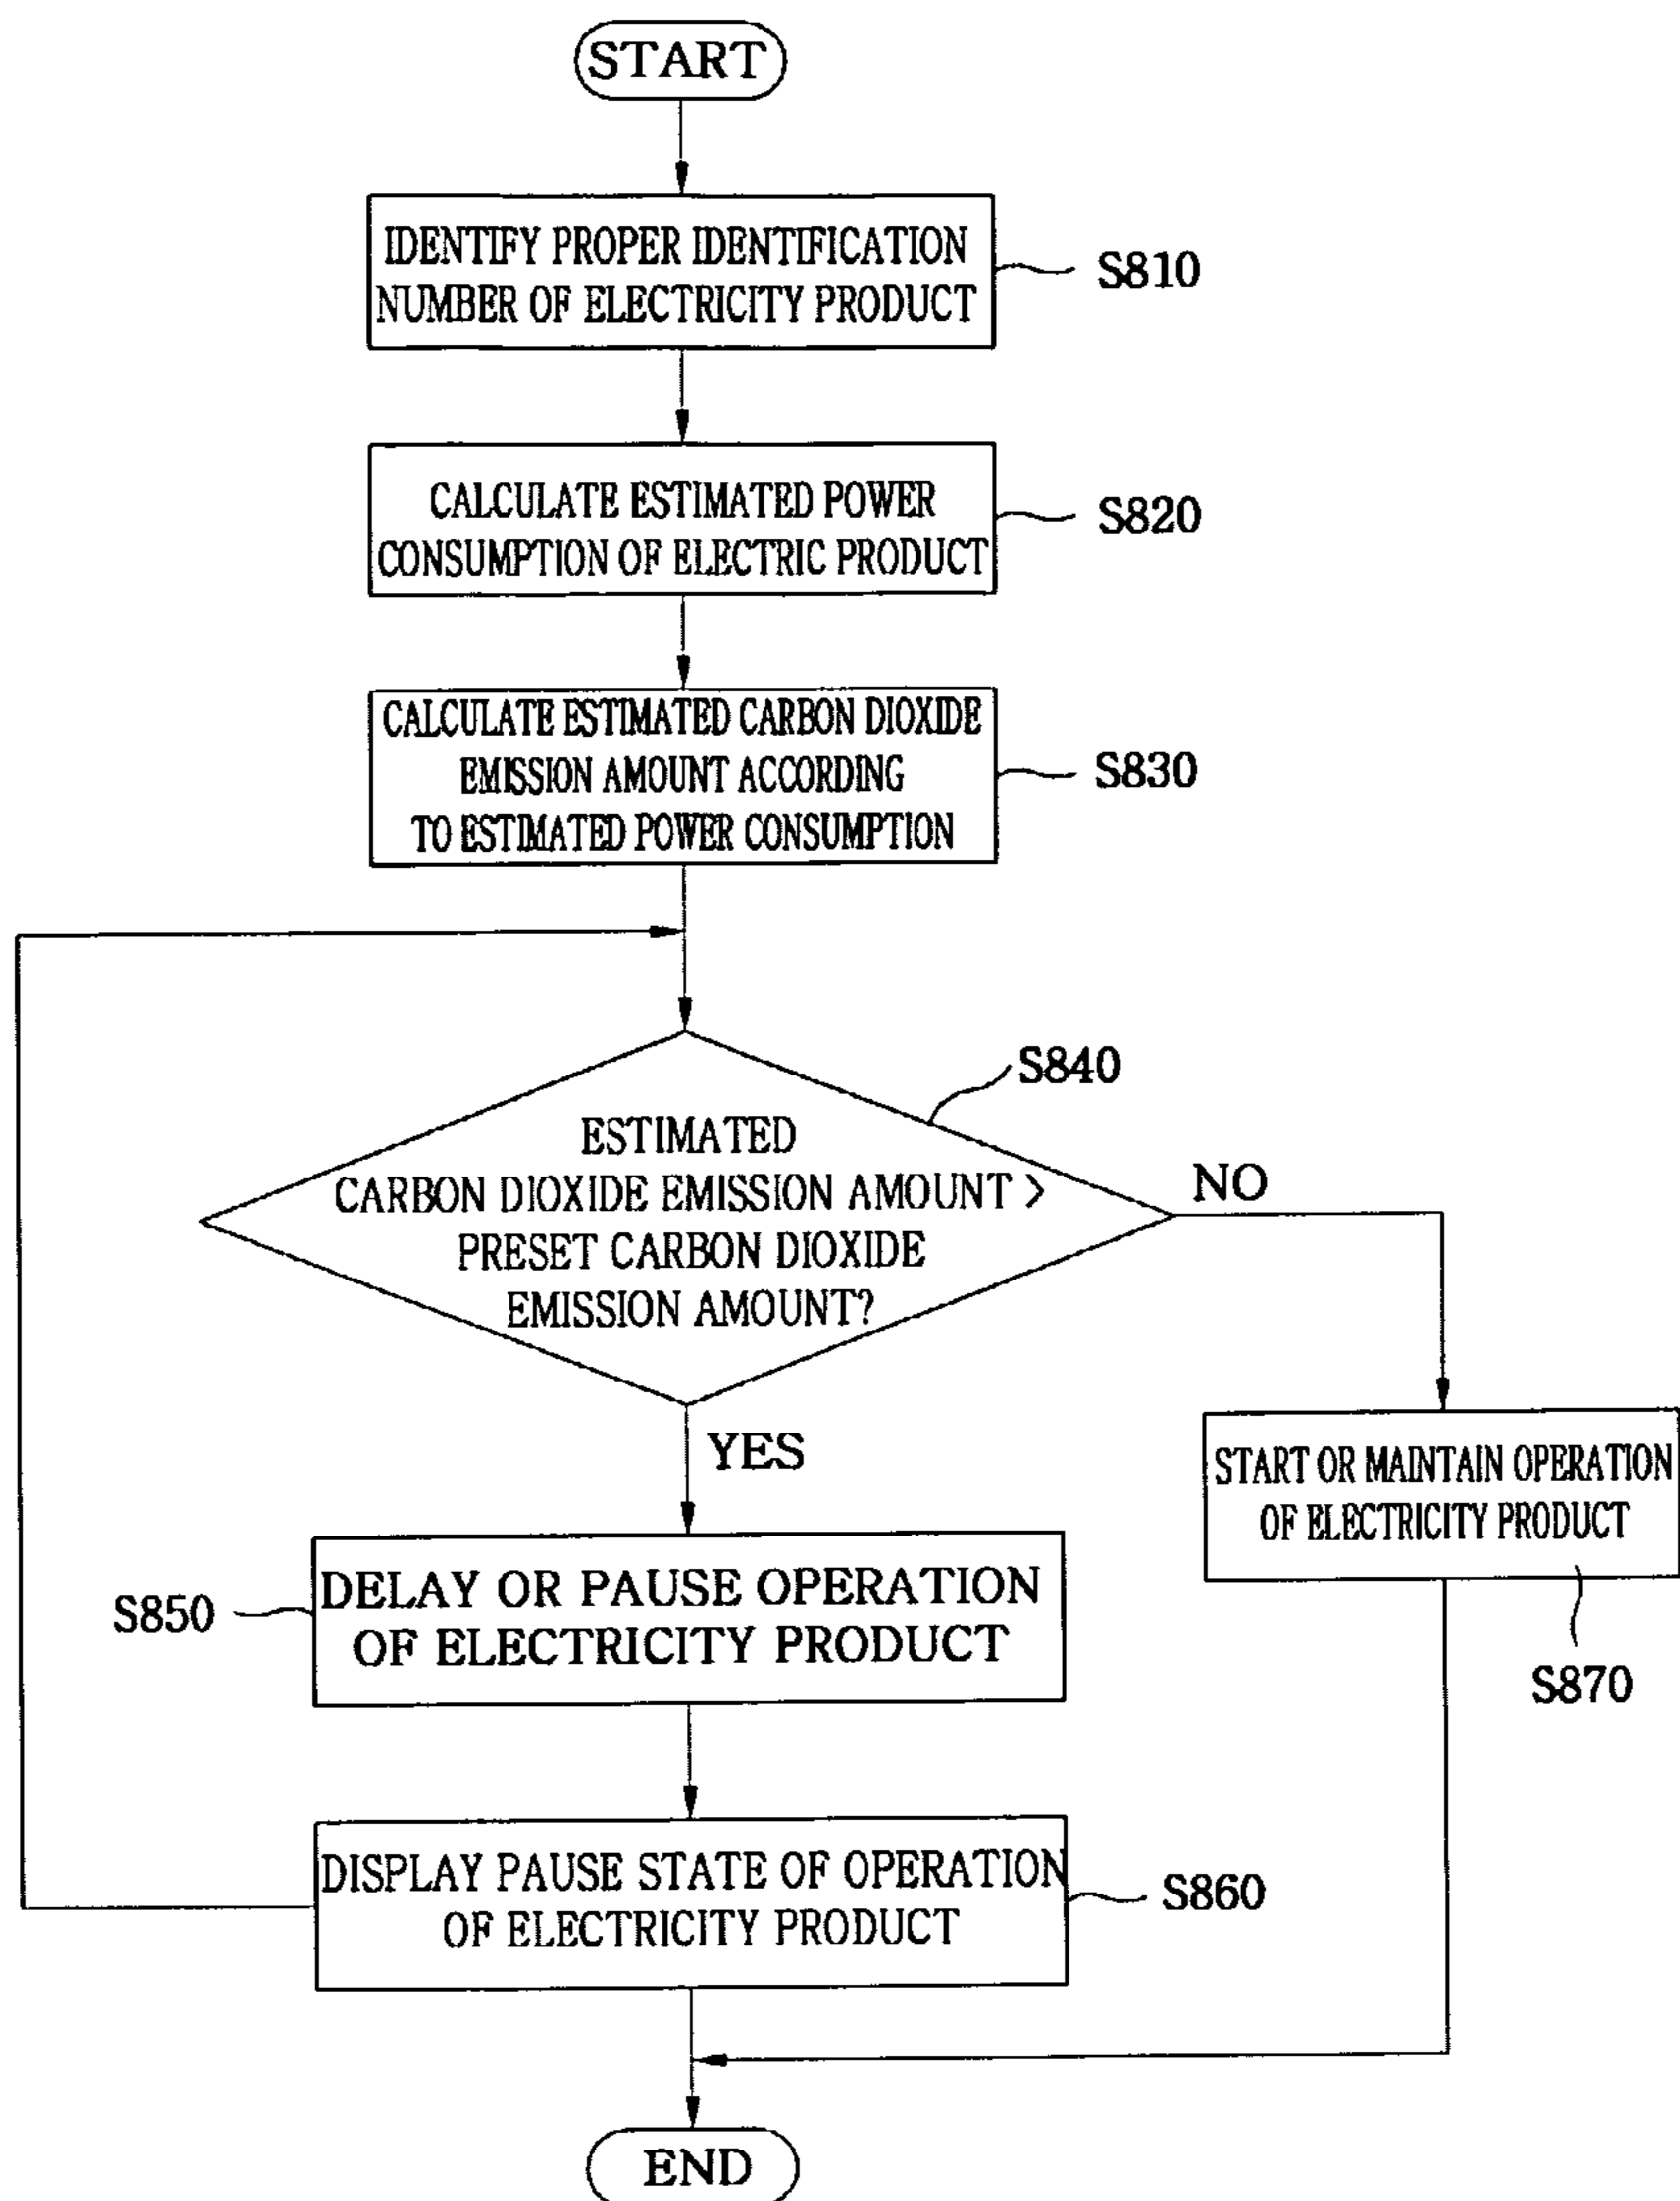 START
IDENTIFY PROPER IDENTIFICATION
NUMBER OF ELECTRICITY PRODUCT
S810
CALCULATE ESTIMATED POWER
CONSUMPTION OF ELECTRIC PRODUCT
S820
CALCULATE ESTIMATED CARBON DIOXIDE
EMISSION AMOUNT ACCORDING
TO ESTIMATED POWER CONSUMPTION
S830
S840
ESTIMATED
CARBON DIOXIDE EMISSION AMOUNT >
PRESET CARBON DIOXIDE
EMISSION AMOUNT?
NO
YES
START OR MAINTAIN OPERATION
OF ELECTRICITY PRODUCT
S870
S850
DELAY OR PAUSE OPERATION
OF ELECTRICITY PRODUCT
DISPLAY PAUSE STATE OF OPERATION
OF ELECTRICITY PRODUCT
S860
END